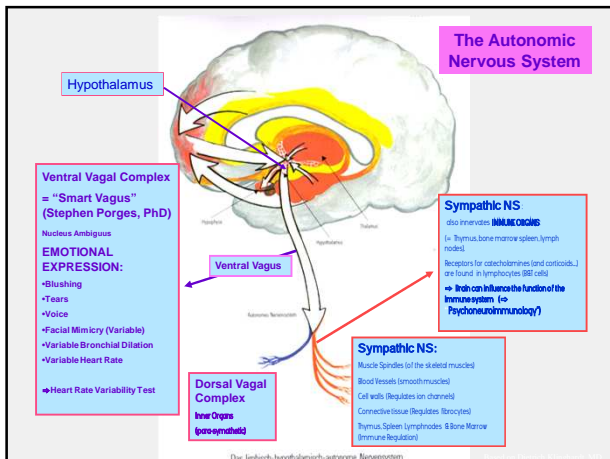 The Autonomic
Nervous System
Hypothalamus
Ventral Vagal Complex
= “Smart Vagus”
(Stephen Porges, PhD)
Nucleus Ambiguus
EMOTIONAL
EXPRESSION:
•Blushing
•Tears
•Voice
•Facial Mimicry (Variable)
•Variable Bronchial Dilation
•Variable Heart Rate
⇒Heart Rate Variability Test
Hypophyse
Hypothalamus
Thalamus
Ventral Vagus
Autonomes Nervensystem
Sympathic NS
also innervates IMMUNE ORGANS
(= Thymus, bone marrow spleen, lymph
nodes).
Receptors for catecholamines (and corticoids...)
are found in lymphocytes (B&T cells)
⇒ Brain can influence the function of the
immune system (⇒
“Psychoneuroimmunology”)
Dorsal Vagal
Complex
Inner Organs
(para-sympathetic)
Sympathic NS:
Muscle Spindles (of the skeletal muscles)
Blood Vessels (smooth muscles)
Cell walls (Regulates ion channels)
Connective tissue (Regulates fibrocytes)
Thymus, Spleen Lymphnodes & Bone Marrow
(Immune Regulation)
Das limbisch-hypothalamisch-autonome Nervensystem